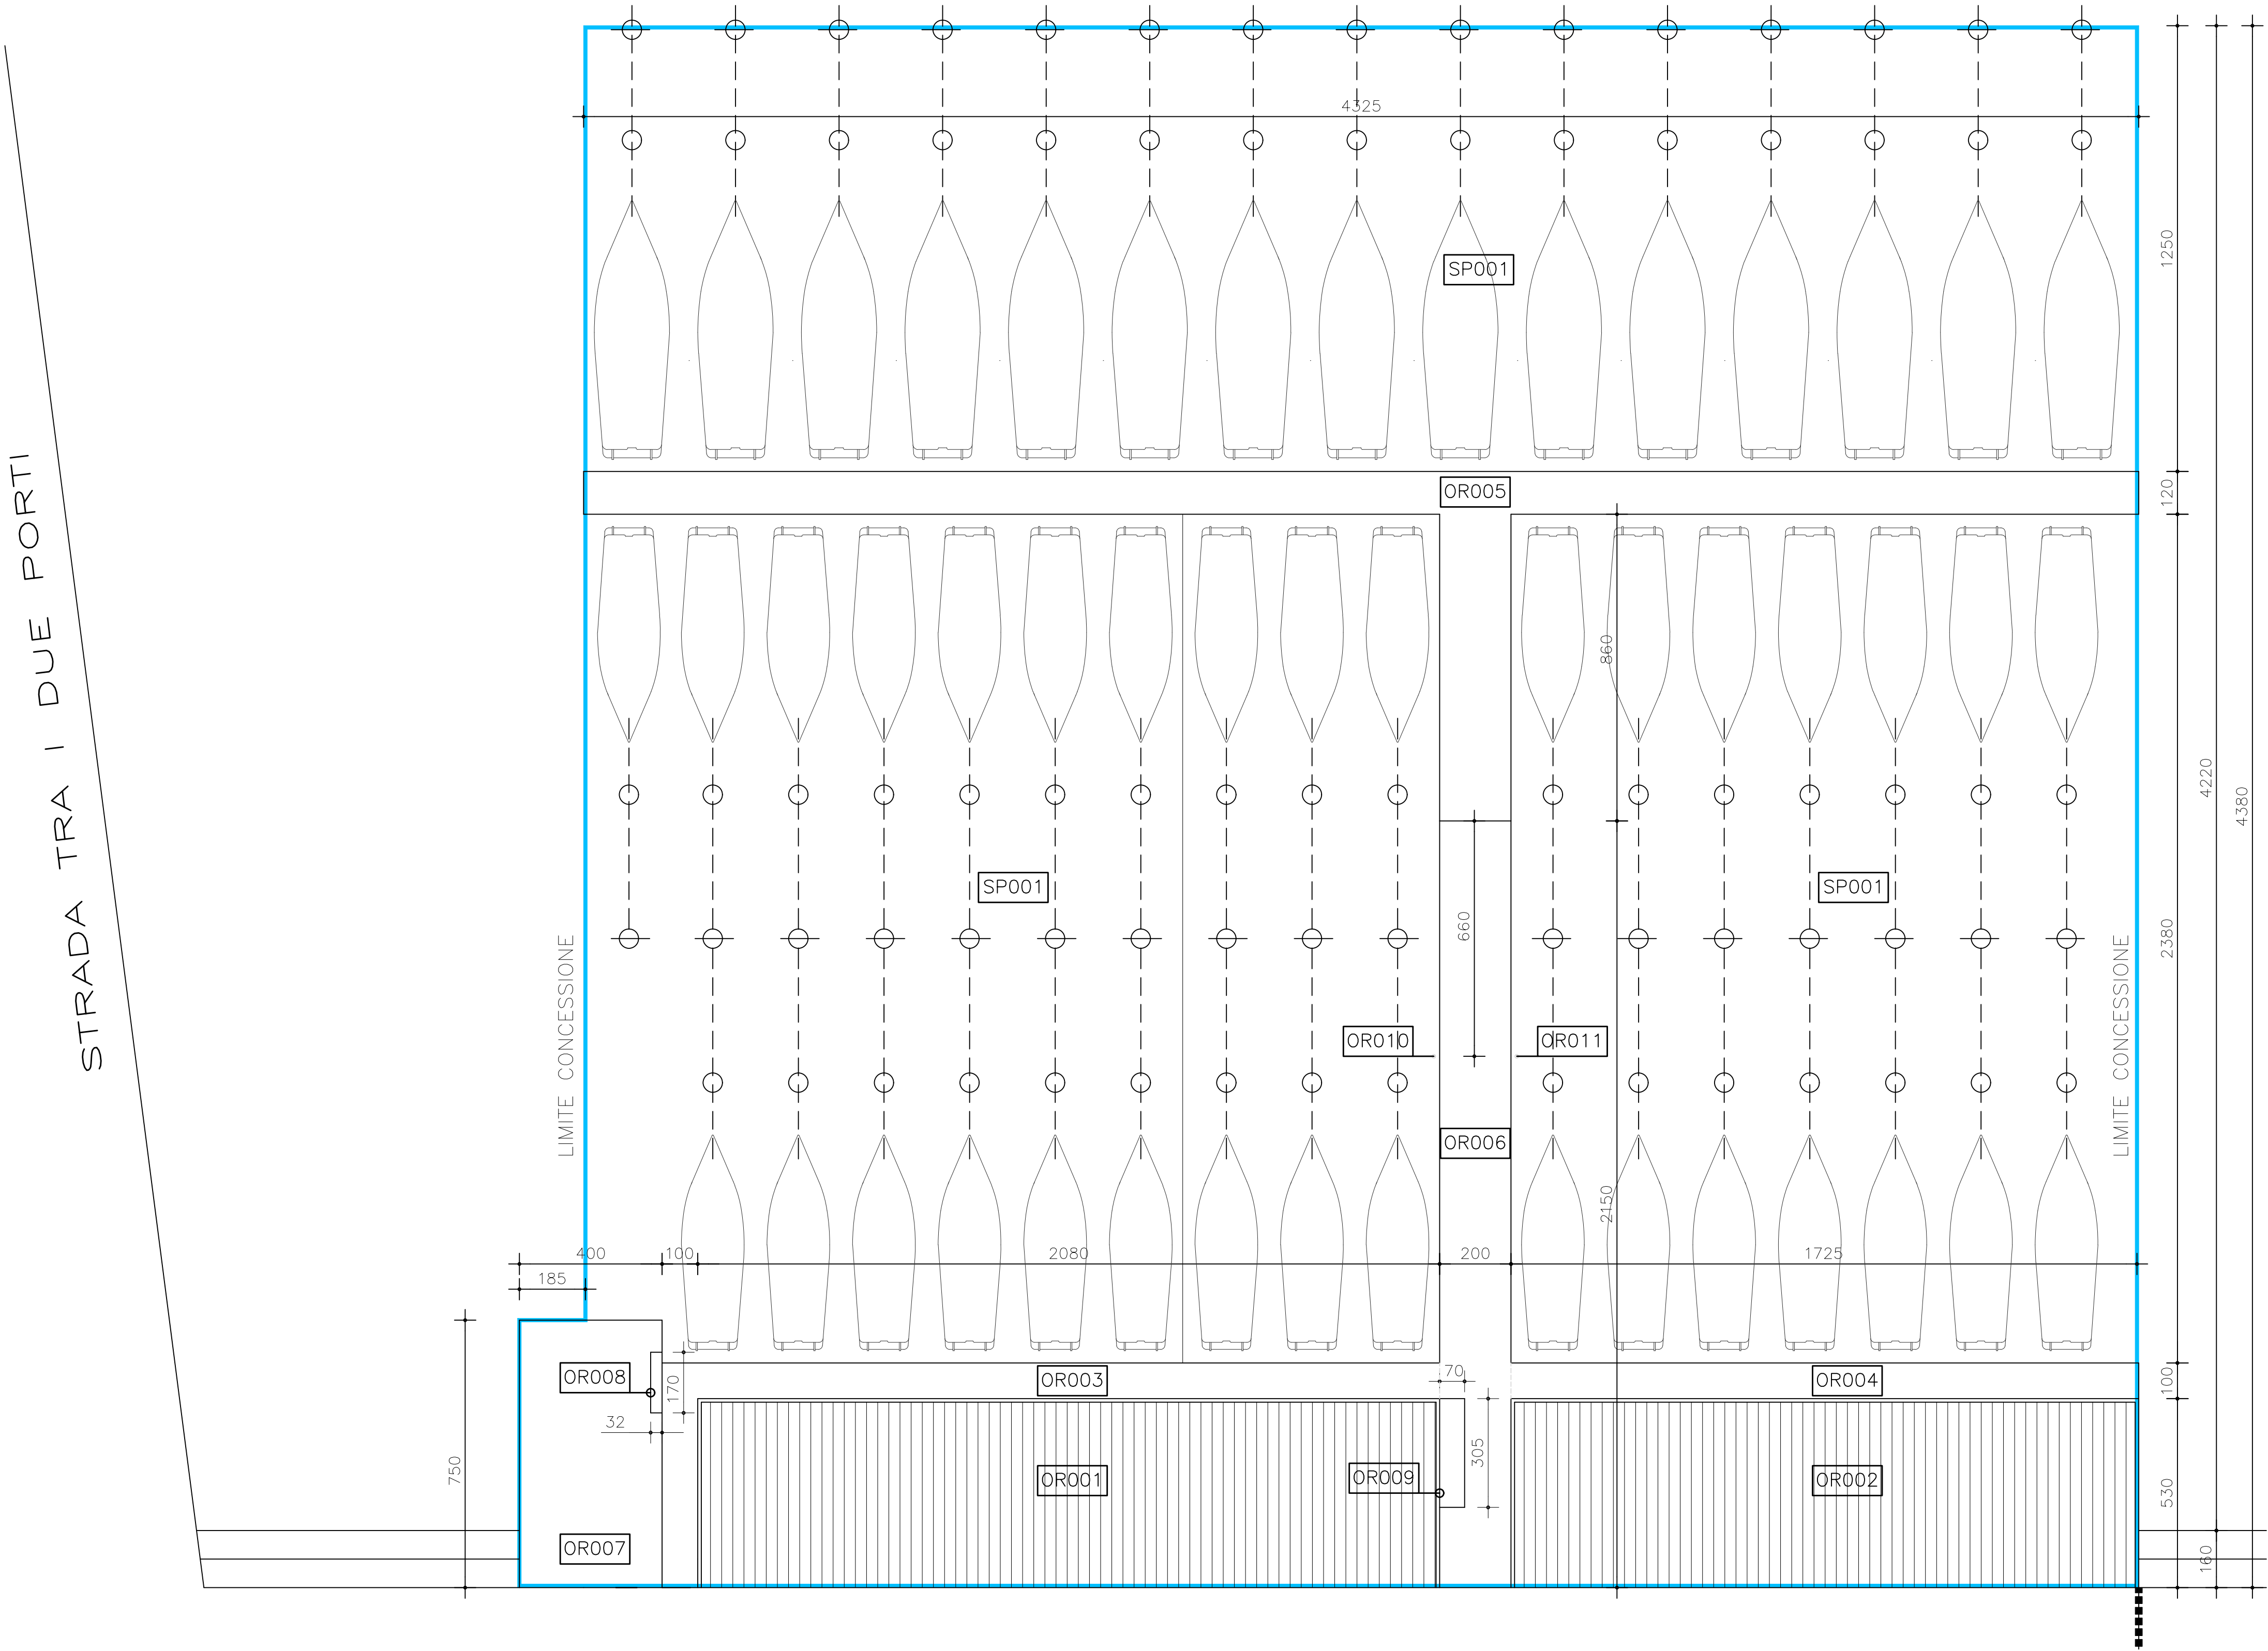 4325
SP001
1250
OR005
120
STRADA TRA I DUE PORTI
860
4220
4380
SP001
SP001
660
2380
LIMITE CONCESSIONE
LIMITE CONCESSIONE
OR010
OR011
OR006
2150
400
100
2080
200
1725
185
OR008
170
OR003
70
OR004
100
32
750
OR001
OR009
305
OR002
530
OR007
160